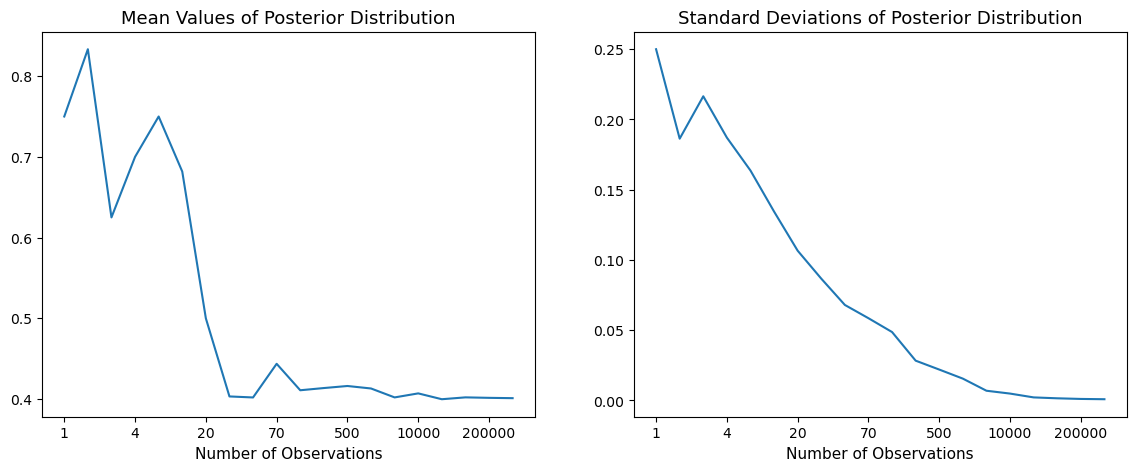 Mean Values of Posterior Distribution
0.8
0.7
0.6
0.5
0.4
1 4 20 70 500 10000 200000
Number of Observations
Standard Deviations of Posterior Distribution
0.25
0.20
0.15
0.10
0.05
0.00
1 4 20 70 500 10000 200000
Number of Observations